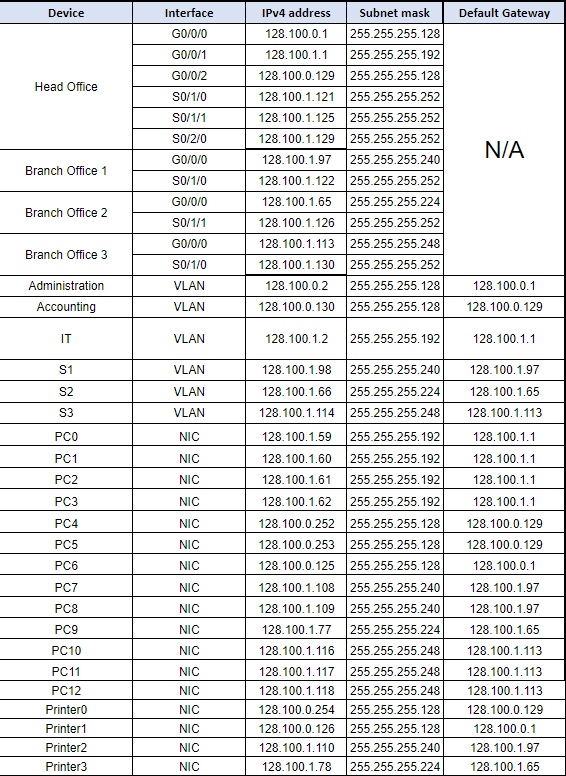 Device Interface IPv4 address Subnet mask Default Gateway
Head Office G0/0/0 128.100.0.1 255.255.255.128 N/A
G0/0/1 128.100.1.1 255.255.255.192
G0/0/2 128.100.0.129 255.255.255.128
S0/1/0 128.100.1.121 255.255.255.252
S0/1/1 128.100.1.125 255.255.255.252
S0/2/0 128.100.1.129 255.255.255.252
Branch Office 1 G0/0/0 128.100.1.97 255.255.255.240
S0/1/0 128.100.1.122 255.255.255.252
Branch Office 2 G0/0/0 128.100.1.65 255.255.255.224
S0/1/1 128.100.1.126 255.255.255.252
Branch Office 3 G0/0/0 128.100.1.113 255.255.255.248
S0/1/0 128.100.1.130 255.255.255.252
Administration VLAN 128.100.0.2 255.255.255.128 128.100.0.1
Accounting VLAN 128.100.0.130 255.255.255.128 128.100.0.129
IT VLAN 128.100.1.2 255.255.255.192 128.100.1.1
S1 VLAN 128.100.1.98 255.255.255.240 128.100.1.97
S2 VLAN 128.100.1.66 255.255.255.224 128.100.1.65
S3 VLAN 128.100.1.114 255.255.255.248 128.100.1.113
PC0 NIC 128.100.1.59 255.255.255.192 128.100.1.1
PC1 NIC 128.100.1.60 255.255.255.192 128.100.1.1
PC2 NIC 128.100.1.61 255.255.255.192 128.100.1.1
PC3 NIC 128.100.1.62 255.255.255.192 128.100.1.1
PC4 NIC 128.100.0.252 255.255.255.128 128.100.0.129
PC5 NIC 128.100.0.253 255.255.255.128 128.100.0.129
PC6 NIC 128.100.0.125 255.255.255.128 128.100.0.1
PC7 NIC 128.100.1.108 255.255.255.240 128.100.1.97
PC8 NIC 128.100.1.109 255.255.255.240 128.100.1.97
PC9 NIC 128.100.1.77 255.255.255.224 128.100.1.65
PC10 NIC 128.100.1.116 255.255.255.248 128.100.1.113
PC11 NIC 128.100.1.117 255.255.255.248 128.100.1.113
PC12 NIC 128.100.1.118 255.255.255.248 128.100.1.113
Printer0 NIC 128.100.0.254 255.255.255.128 128.100.0.129
Printer1 NIC 128.100.0.126 255.255.255.128 128.100.0.1
Printer2 NIC 128.100.1.110 255.255.255.240 128.100.1.97
Printer3 NIC 128.100.1.78 255.255.255.224 128.100.1.65